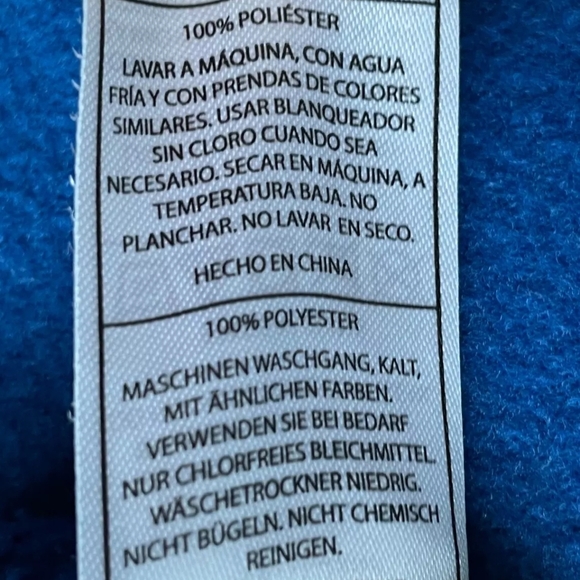 100% POLIÉSTER
LAVAR A MÁQUINA, CON AGUA
FRÍA Y CON PRENDAS DE COLORES
SIMILARES. USAR BLANQUEADOR
SIN CLORO CUANDO SEA
NECESARIO. SECAR EN MÁQUINA, A
TEMPERATURA BAJA. NO
PLANCHAR. NO LAVAR EN SECO.
HECHO EN CHINA
100% POLYESTER
MASCHINEN WASCHGANG, KALT,
MIT ÄHNLICHEN FARBEN.
VERWENDEN SIE BEI BEDARF
NUR CHLORFREIES BLEICHMITTEL.
WÄSCHETROCKNER NIEDRIG.
NICHT BÜGELN. NICHT CHEMISCH
REINIGEN.